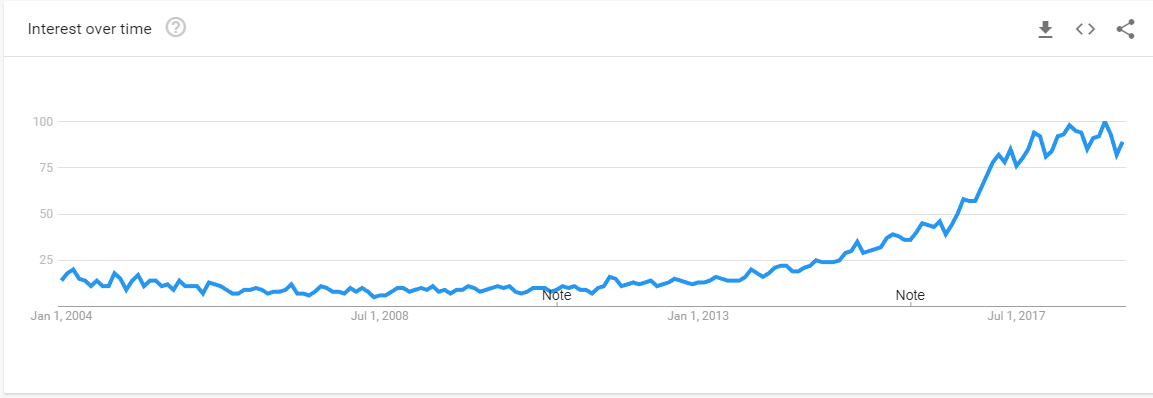 Interest over time
100
75
50
25
Note Note
Jan 1, 2004 Jul 1, 2008 Jan 1, 2013 Jul 1, 2017